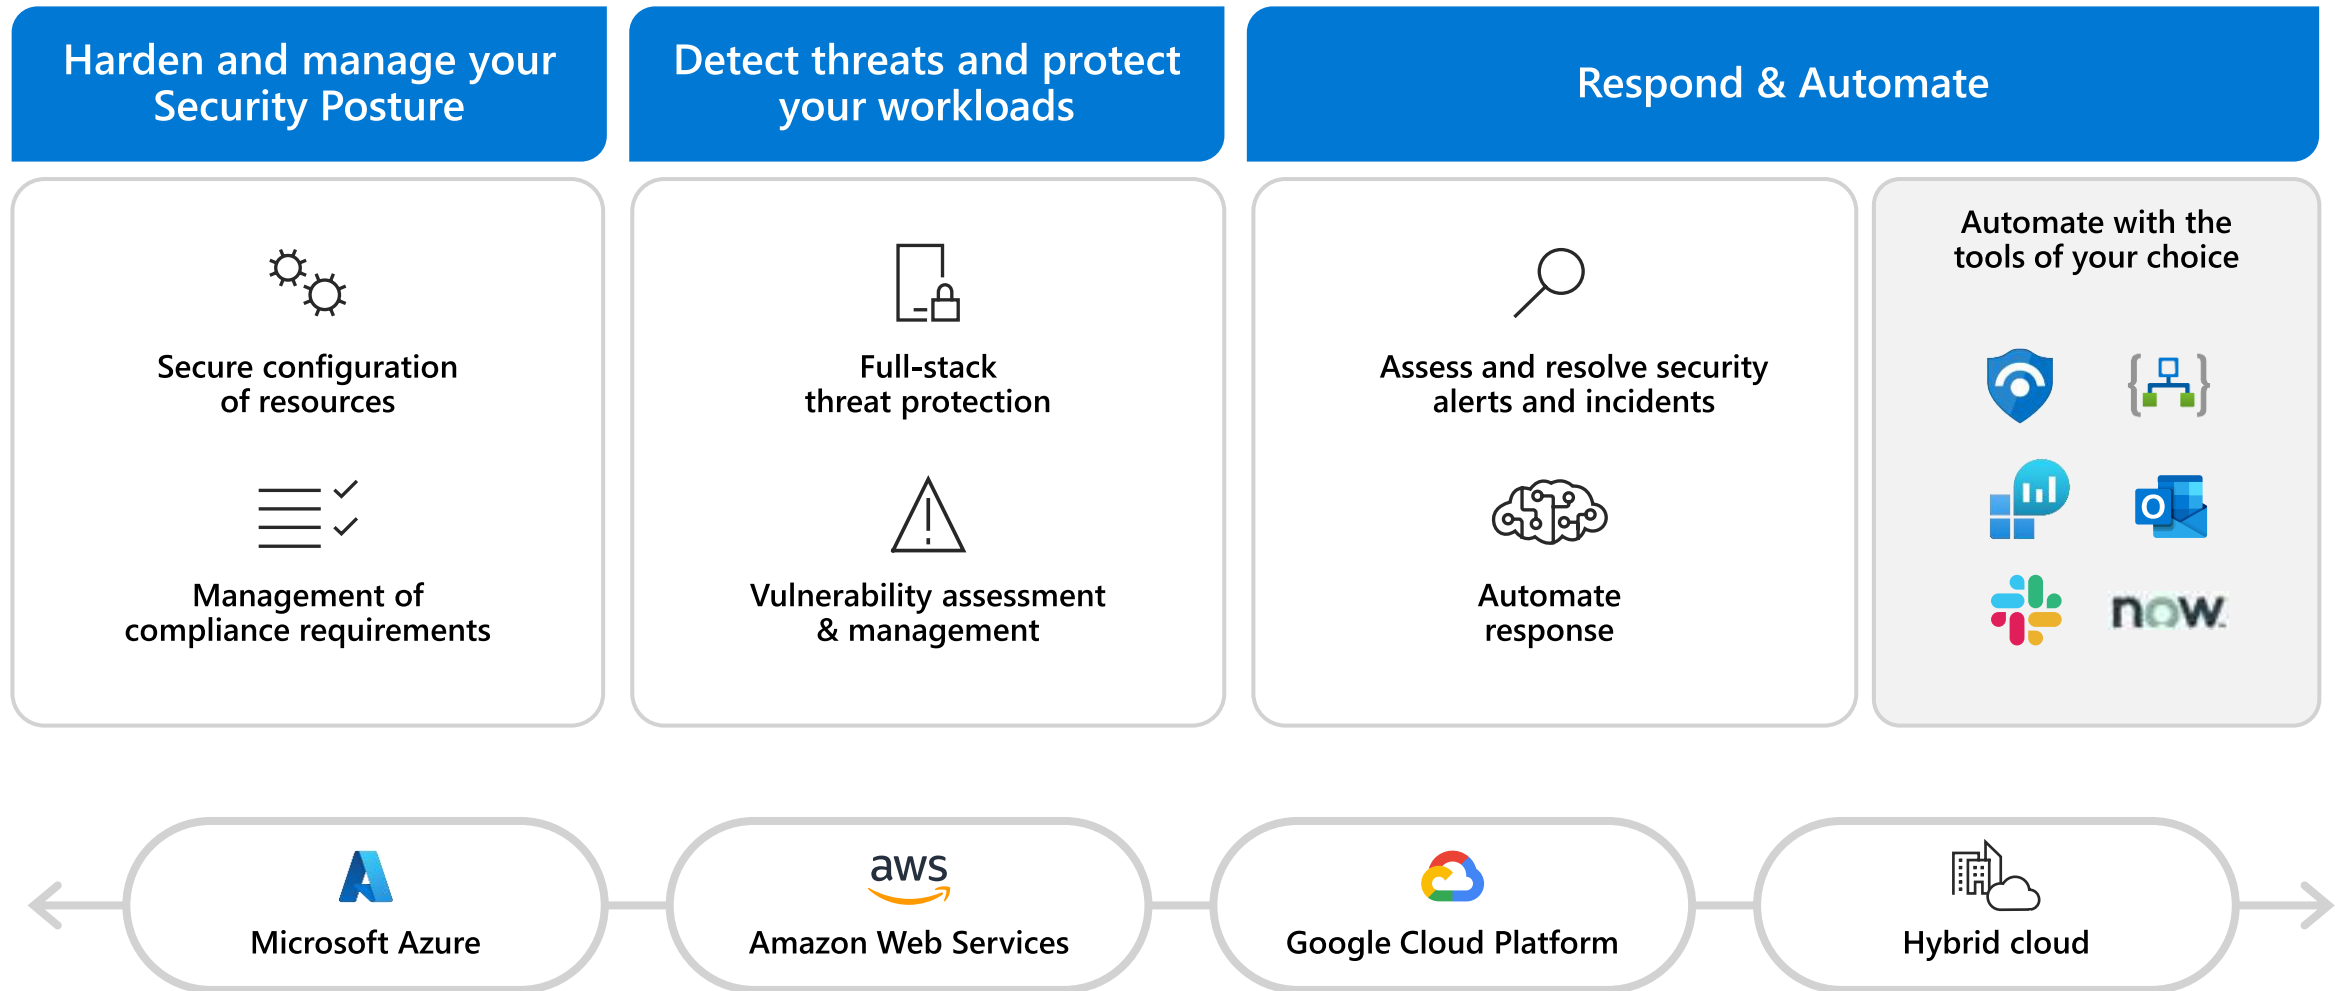 Harden and manage your
Security Posture
Detect threats and protect
your workloads
Respond & Automate
Secure configuration
of resources
Management of
compliance requirements
Full-stack
threat protection
Vulnerability assessment
& management
Assess and resolve security
alerts and incidents
Automate
response
Automate with the
tools of your choice
O
now.
Microsoft Azure
aws
Amazon Web Services
Google Cloud Platform
Hybrid cloud